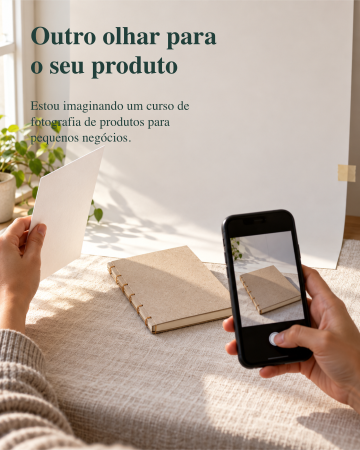 Outro olhar para
o seu produto
Estou imaginando um curso de
fotografia de produtos para
pequenos negócios.